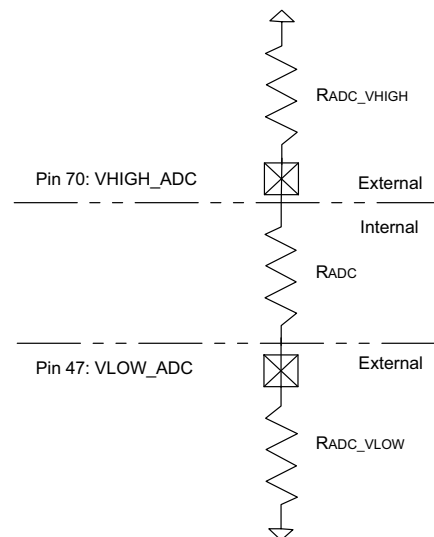 RADC_VHIGH
Pin 70: VHIGH_ADC
External
Internal
RADC
Pin 47: VLOW_ADC
External
RADC_VLOW